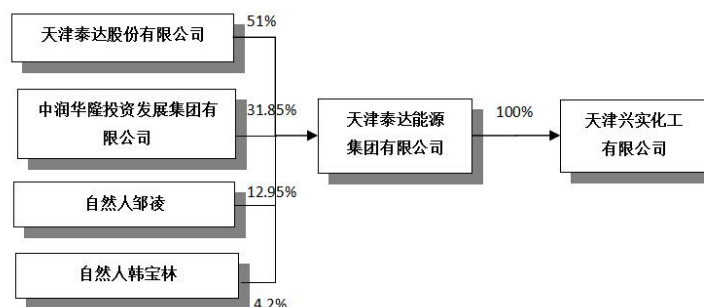 天津泰达股份有限公司
51%
中润华隆投资发展集团有
限公司
31.85%
天津泰达能源
集团有限公司
100%
天津兴实化工
有限公司
自然人邹凌
12.95%
自然人韩宝林
4.2%